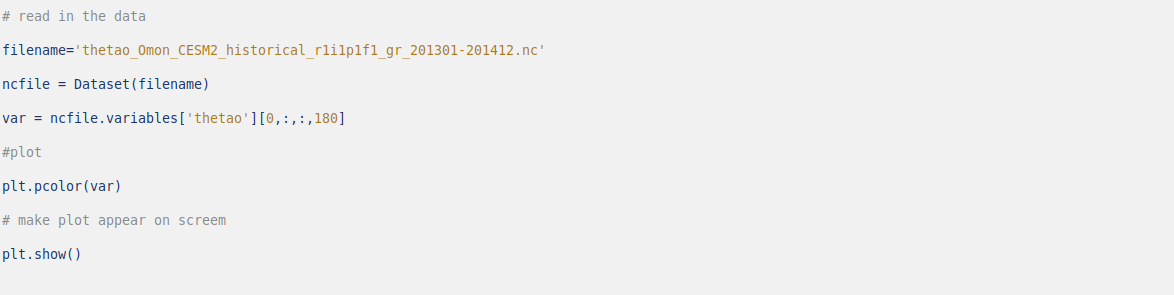 # read in the data
filename='thetao_Omon_CESM2_historical_r1i1p1f1_gr_201301-201412.nc'
ncfile = Dataset(filename)
var = ncfile.variables['thetao'][0,:,:,180]
#plot
plt.pcolor(var)
# make plot appear on screem
plt.show()